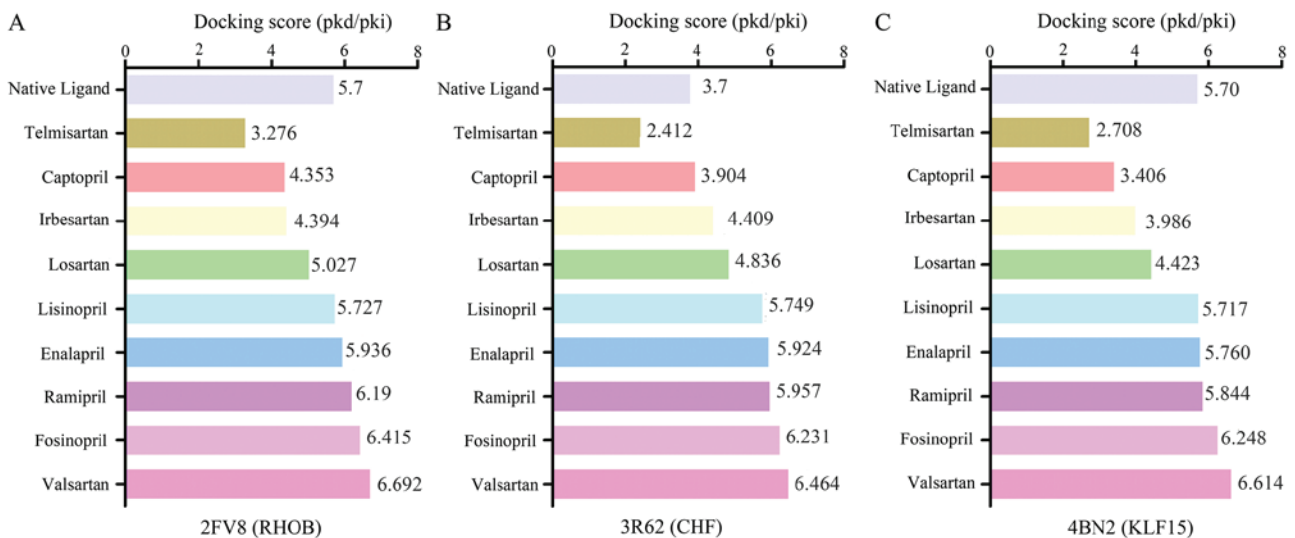 A
Docking score (pkd/pki)
0 2 4 6 8
Native Ligand 5.7
Telmisartan 3.276
Captopril 4.353
Irbesartan 4.394
Losartan 5.027
Lisinopril 5.727
Enalapril 5.936
Ramipril 6.19
Fosinopril 6.415
Valsartan 6.692
2FV8 (RHOB)
B
Docking score (pkd/pki)
0 2 4 6 8
Native Ligand 3.7
Telmisartan 2.412
Captopril 3.904
Irbesartan 4.409
Losartan 4.836
Lisinopril 5.749
Enalapril 5.924
Ramipril 5.957
Fosinopril 6.231
Valsartan 6.464
3R62 (CHF)
C
Docking score (pkd/pki)
0 2 4 6 8
Native Ligand 5.70
Telmisartan 2.708
Captopril 3.406
Irbesartan 3.986
Losartan 4.423
Lisinopril 5.717
Enalapril 5.760
Ramipril 5.844
Fosinopril 6.248
Valsartan 6.614
4BN2 (KLF15)